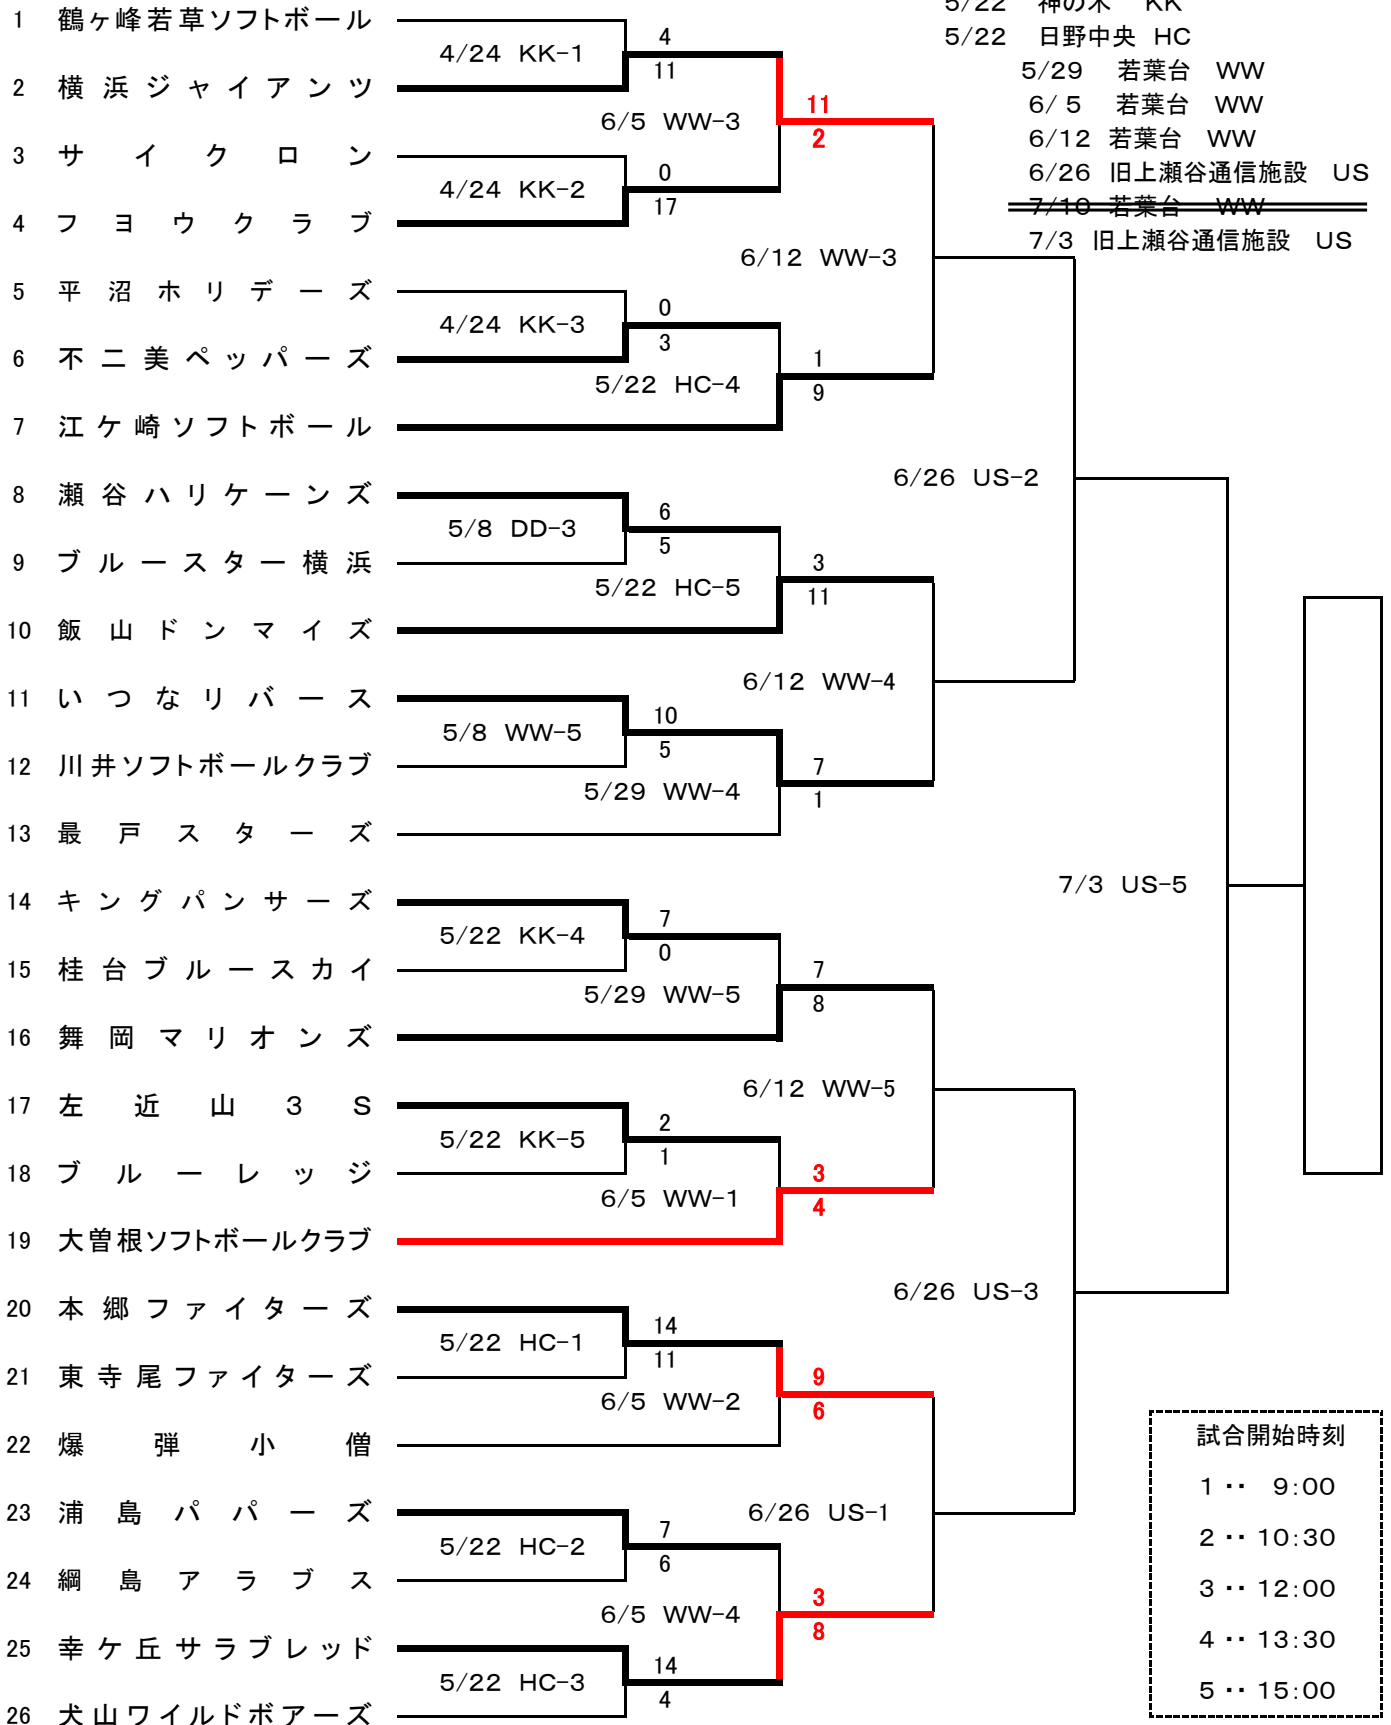 5/22 神の木 KK
1 鶴ヶ峰若草ソフトボール
4
5/22 日野中央 HC
4/24 KK-1
11
5/29 若葉台 WW
2 横浜ジャイアンツ
11
6/5 若葉台 WW
6/5 WW-3
2
6/12 若葉台 WW
3 サイクロン
0
6/26 旧上瀬谷通信施設 US
4/24 KK-2
17
7/10 若葉台 WW
4 フヨウクラブ
7/3 旧上瀬谷通信施設 US
6/12 WW-3
5 平沼ホリデーズ
0
4/24 KK-3
3
6 不二美ペッパーズ
1
5/22 HC-4
9
7 江ケ崎ソフトボール
6/26 US-2
8 瀬谷ハリケーンズ
6
5/8 DD-3
5
9 ブルースター横浜
3
5/22 HC-5
11
10 飯山ドンマイズ
6/12 WW-4
11 いつなリバース
10
5/8 WW-5
5
12 川井ソフトボールクラブ
7
5/29 WW-4
1
13 最戸スターズ
7/3 US-5
14 キングパンサーズ
7
5/22 KK-4
0
15 桂台ブルースカイ
7
5/29 WW-5
8
16 舞岡マリオンズ
6/12 WW-5
17 左近山3S
2
5/22 KK-5
1
18 ブルーレッジ
3
6/5 WW-1
4
19 大曽根ソフトボールクラブ
6/26 US-3
20 本郷ファイターズ
14
5/22 HC-1
11
21 東寺尾ファイターズ
9
6/5 WW-2
6
22 爆弾小僧
6/26 US-1
23 浦島パパーズ
7
5/22 HC-2
6
24 綱島アラブス
3
6/5 WW-4
8
25 幸ケ丘サラブレッド
14
5/22 HC-3
4
26 犬山ワイルドボアーズ
試合開始時刻
1・・ 9:00
2・・10:30
3・・12:00
4・・13:30
5・・15:00